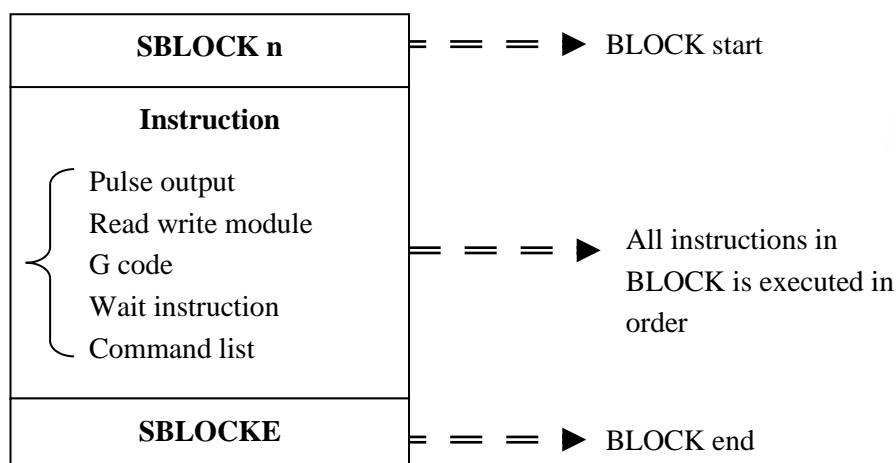 SBLOCK n
BLOCK start
Instruction
Pulse output
Read write module
G code
Wait instruction
Command list
All instructions in
BLOCK is executed in
order
SBLOCKE
BLOCK end